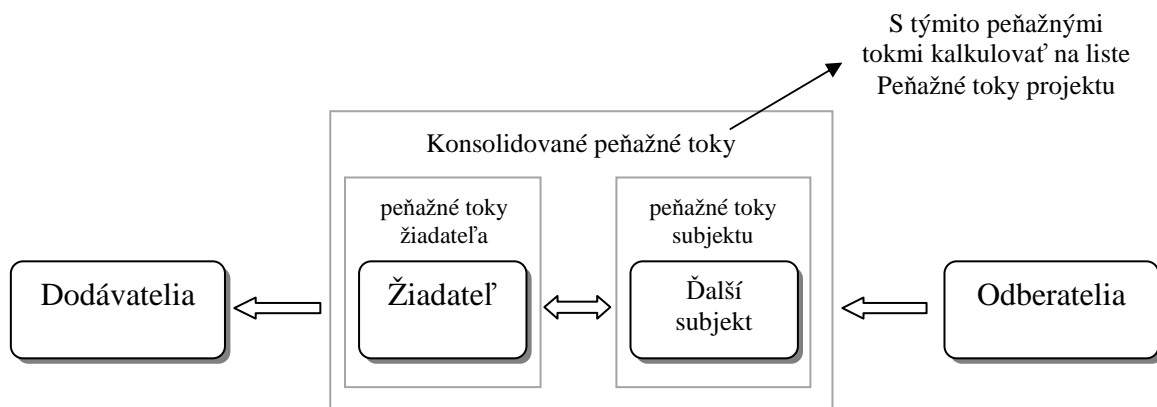 S týmito peňažnými
tokmi kalkulovať na liste
Peňažné toky projektu
Konsolidované peňažné toky
peňažné toky
žiadateľa
peňažné toky
subjektu
Dodávatelia
Žiadateľ
Ďalší
subjekt
Odberatelia